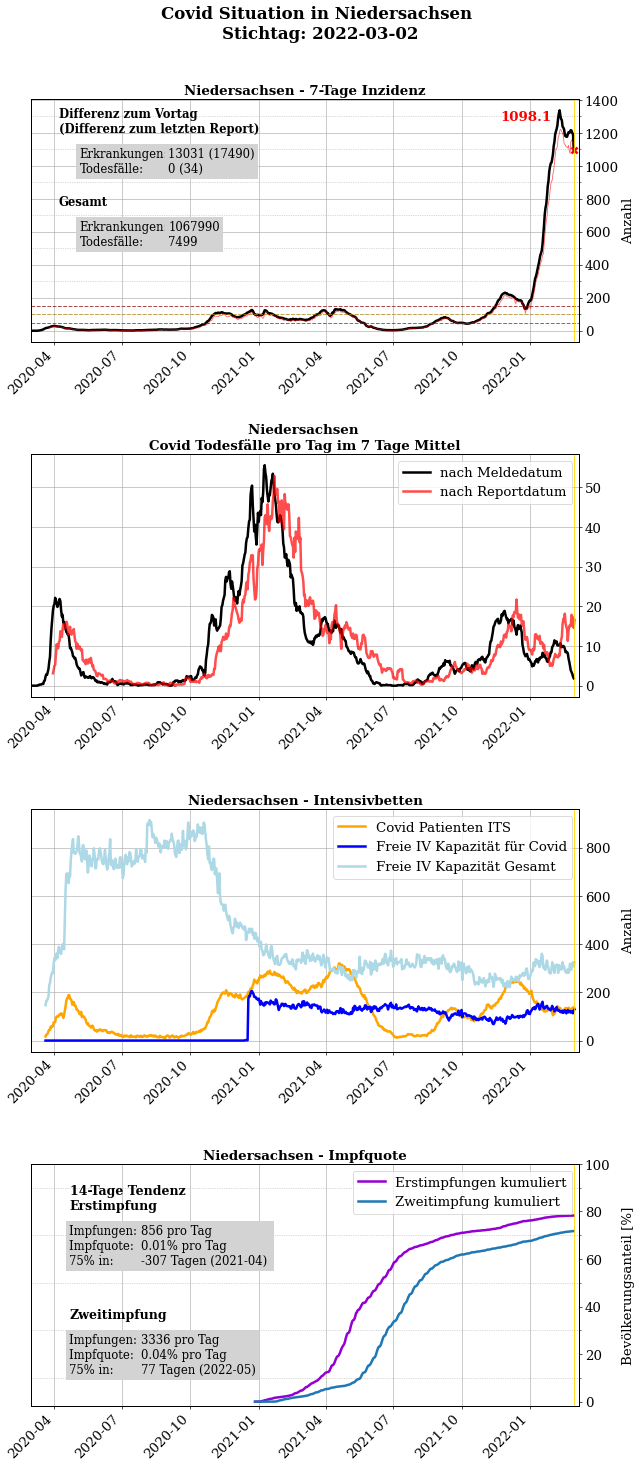 Covid Situation in Niedersachsen
Stichtag: 2022-03-02
Niedersachsen - 7-Tage Inzidenz
Differenz zum Vortag
(Differenz zum letzten Report)
Erkrankungen 13031 (17490)
Todesfälle: 0 (34)
Gesamt
Erkrankungen 1067990
Todesfälle: 7499
1098.1
1400
1200
1000
800
600
400
200
0
Anzahl
2020-04 2020-07 2020-10 2021-01 2021-04 2021-07 2021-10 2022-01
Niedersachsen
Covid Todesfälle pro Tag im 7 Tage Mittel
nach Meldedatum
nach Reportdatum
50
40
30
20
10
0
2020-04 2020-07 2020-10 2021-01 2021-04 2021-07 2021-10 2022-01
Niedersachsen - Intensivbetten
Covid Patienten ITS
Freie IV Kapazität für Covid
Freie IV Kapazität Gesamt
800
600
400
200
0
Anzahl
2020-04 2020-07 2020-10 2021-01 2021-04 2021-07 2021-10 2022-01
Niedersachsen - Impfquote
14-Tage Tendenz
Erstimpfung
Impfungen: 856 pro Tag
Impfquote: 0.01% pro Tag
75% in: -307 Tagen (2021-04)
Zweitimpfung
Impfungen: 3336 pro Tag
Impfquote: 0.04% pro Tag
75% in: 77 Tagen (2022-05)
Erstimpfungen kumuliert
Zweitimpfung kumuliert
100
80
60
40
20
0
Bevölkerungsanteil [%]
2020-04 2020-07 2020-10 2021-01 2021-04 2021-07 2021-10 2022-01